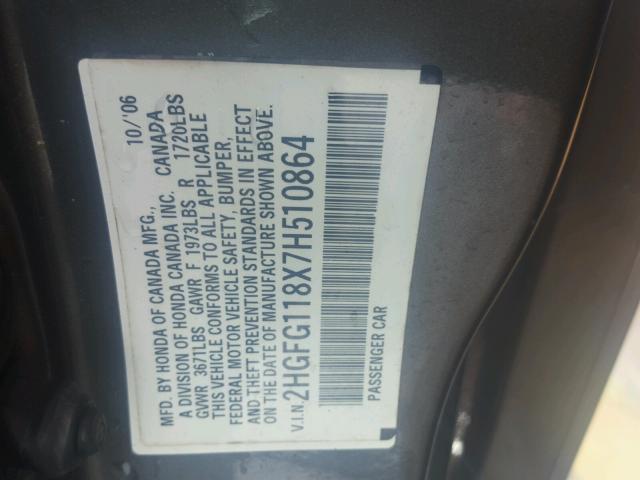 MFD. BY HONDA OF CANADA MFG., 10/'06
A DIVISION OF HONDA CANADA INC. CANADA
GVWR 3671LBS GAWR F 1973LBS R 1720LBS
THIS VEHICLE CONFORMS TO ALL APPLICABLE
FEDERAL MOTOR VEHICLE SAFETY, BUMPER,
AND THEFT PREVENTION STANDARDS IN EFFECT
ON THE DATE OF MANUFACTURE SHOWN ABOVE.
V.I.N. 2HGFG118X7H510864
PASSENGER CAR